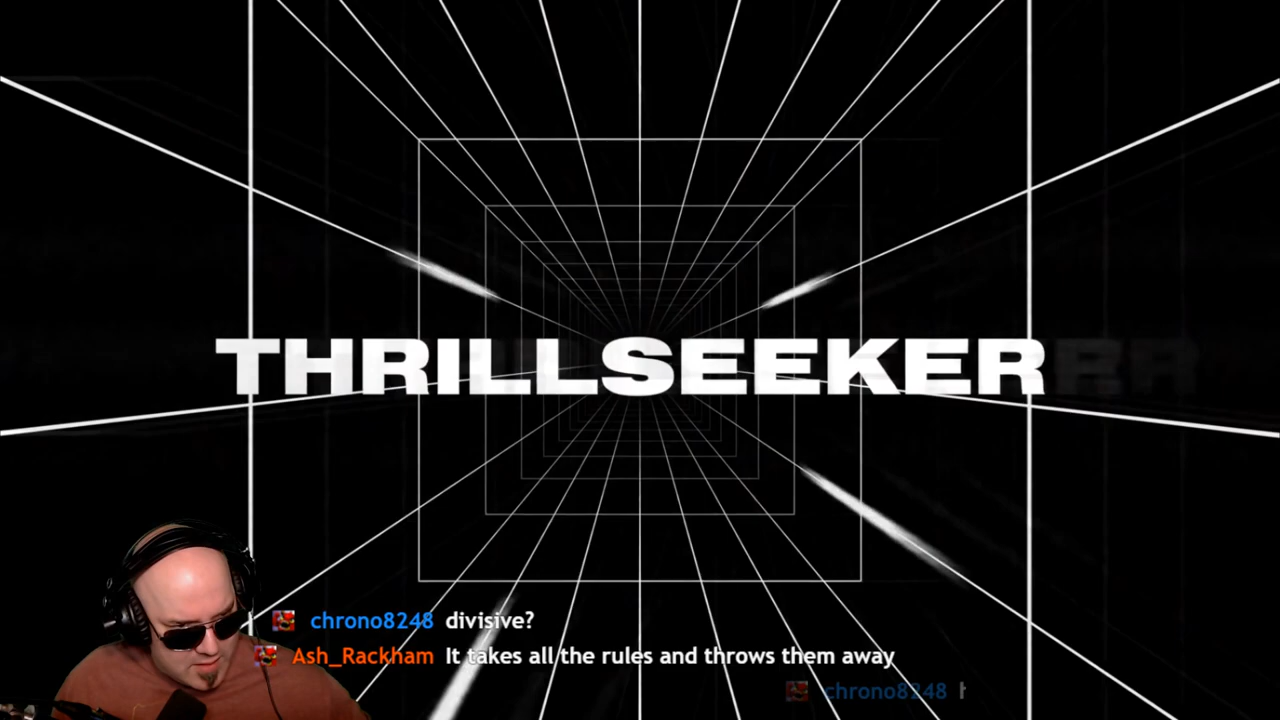 THRILLSEEKER
chrono8248 divisive?
Ash_Rackham It takes all the rules and throws them away
chrono8248